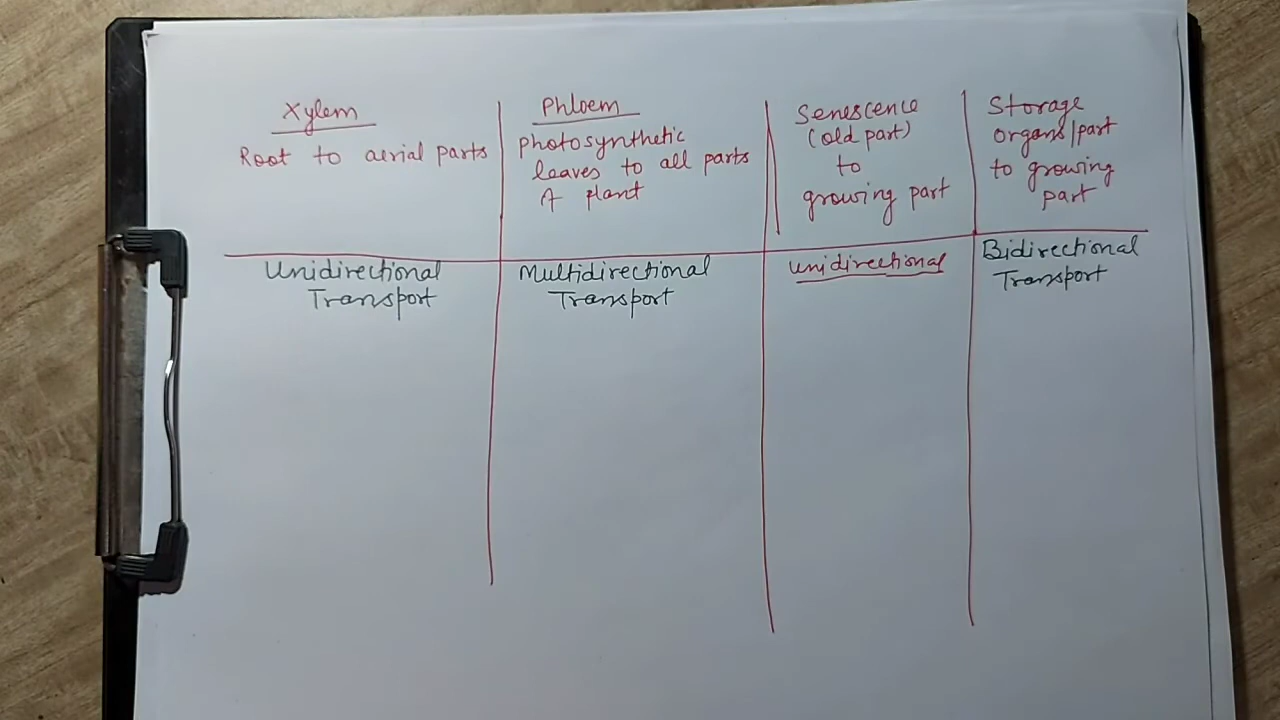 Xylem
Root to aerial parts
Phloem
photosynthetic
leaves to all parts
A plant
Senescence
(old part)
to
growing part
Storage
organs/part
to growing
part
Unidirectional
Transport
Multidirectional
Transport
Unidirectional
Bidirectional
Transport